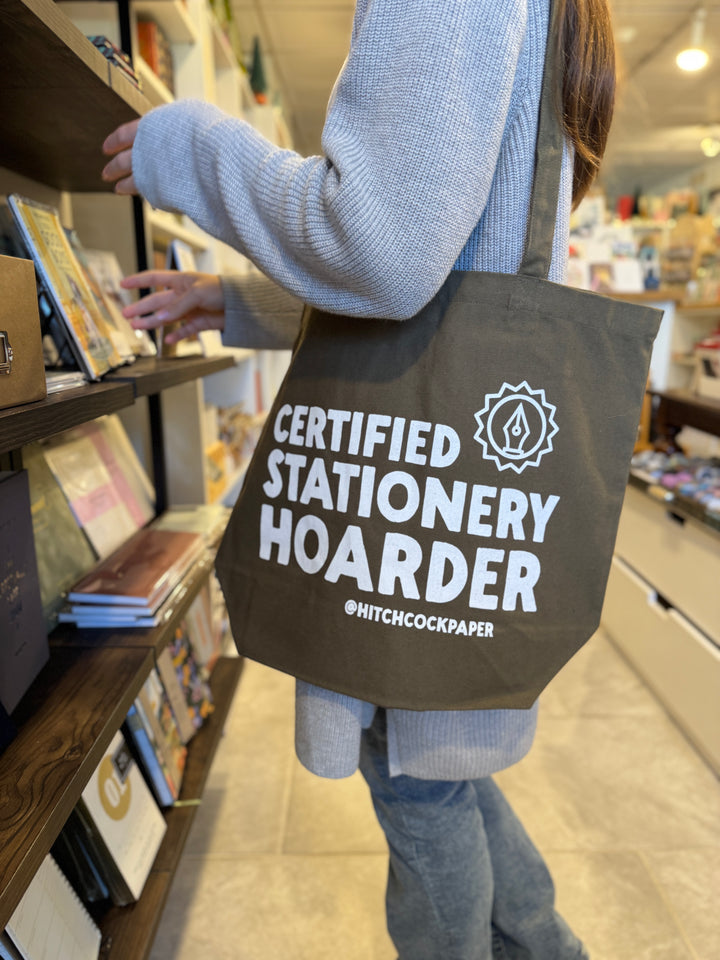 CERTIFIED
STATIONERY
HOARDER
@HITCHCOCKPAPER